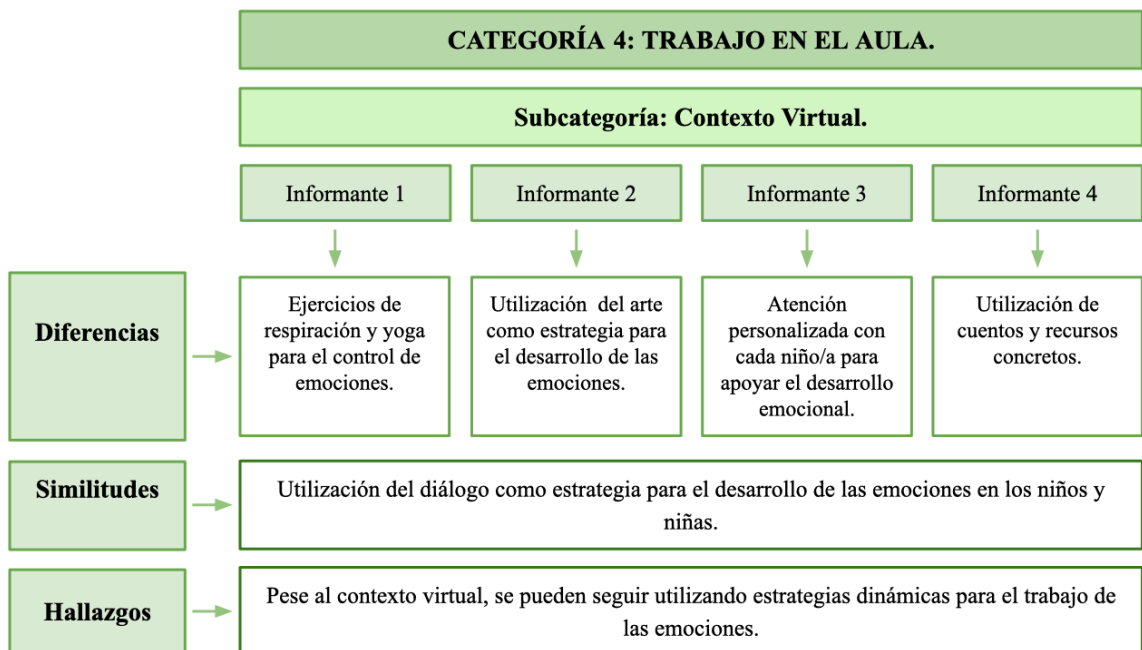 CATEGORÍA 4: TRABAJO EN EL AULA.
Subcategoría: Contexto Virtual.
Informante 1
Informante 2
Informante 3
Informante 4
Diferencias
Ejercicios de
respiración y yoga
para el control de
emociones.
Utilización del arte
como estrategia para
el desarrollo de las
emociones.
Atención
personalizada con
cada niño/a para
apoyar el desarrollo
emocional.
Utilización de
cuentos y recursos
concretos.
Similitudes
Utilización del diálogo como estrategia para el desarrollo de las emociones en los niños y
niñas.
Hallazgos
Pese al contexto virtual, se pueden seguir utilizando estrategias dinámicas para el trabajo de
las emociones.